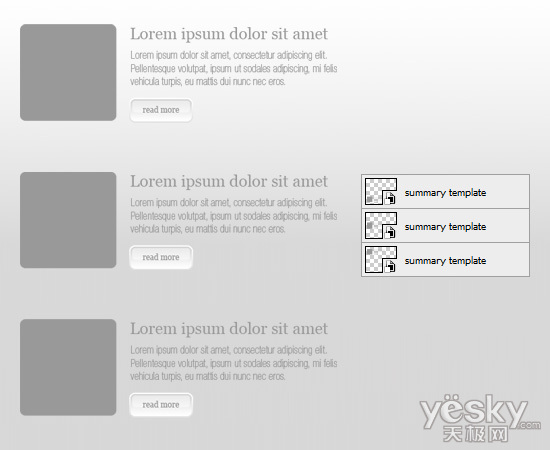 Lorem ipsum dolor sit amet
Lorem ipsum dolor sit amet, consectetur adipiscing elit.
Pellentesque volutpat, ipsum ut sodales adipiscing, mi felis
vehicula dui, eu mattis dui nunc nec eros.
read more
Lorem ipsum dolor sit amet
Lorem ipsum dolor sit amet, consectetur adipiscing elit.
Pellentesque volutpat, ipsum ut sodales adipiscing, mi felis
vehicula dui, eu mattis dui nunc nec eros.
read more
summary template
summary template
summary template
Lorem ipsum dolor sit amet
Lorem ipsum dolor sit amet, consectetur adipiscing elit.
Pellentesque volutpat, ipsum ut sodales adipiscing, mi felis
vehicula dui, eu mattis dui nunc nec eros.
read more
yësky
天极网.com